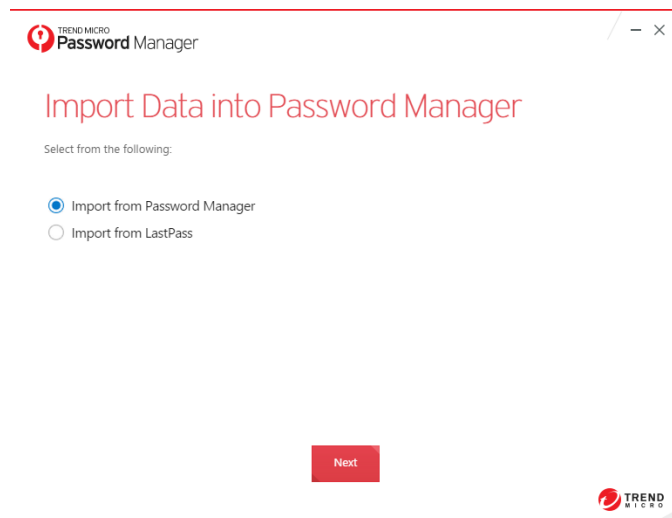 TREND MICRO
Password Manager
Import Data into Password Manager
Select from the following:
Import from Password Manager
Import from LastPass
Next
TREND
MICRO